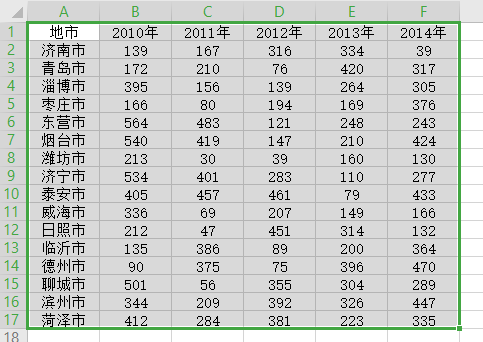 A B C D E F
1 地市 2010年 2011年 2012年 2013年 2014年
2 济南市 139 167 316 334 39
3 青岛市 172 210 76 420 317
4 淄博市 395 156 139 264 305
5 枣庄市 166 80 194 169 376
6 东营市 564 483 121 248 243
7 烟台市 540 419 147 210 424
8 潍坊市 213 30 39 160 130
9 济宁市 534 401 283 110 277
10 泰安市 405 457 461 79 433
11 威海市 336 69 207 149 166
12 日照市 212 47 451 314 132
13 临沂市 135 386 89 200 364
14 德州市 90 375 75 396 470
15 聊城市 501 56 355 304 289
16 滨州市 344 209 392 326 447
17 菏泽市 412 284 381 223 335
18